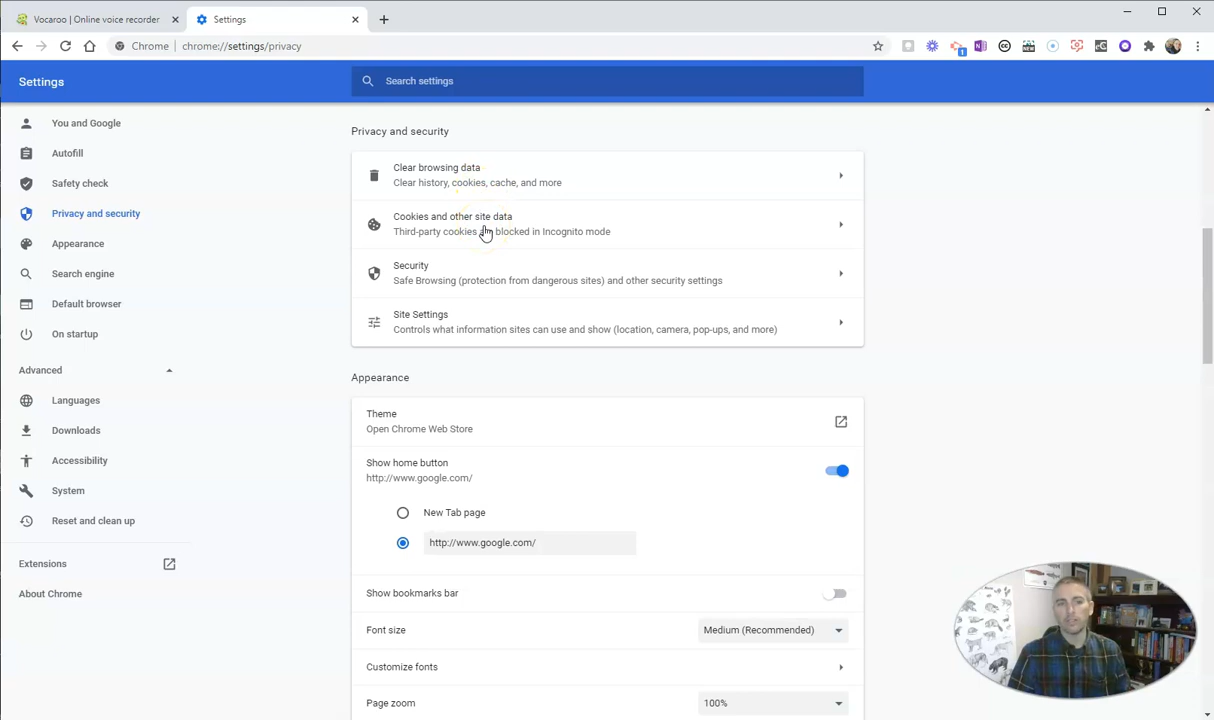 Vocaroo | Online voice recorder
Settings
Chrome | chrome://settings/privacy
1
NEW
Settings
Search settings
You and Google
Autofill
Safety check
Privacy and security
Appearance
Search engine
Default browser
On startup
Advanced
Languages
Downloads
Accessibility
System
Reset and clean up
Extensions
About Chrome
Privacy and security
Clear browsing data
Clear history, cookies, cache, and more
Cookies and other site data
Third-party cookies are blocked in Incognito mode
Security
Safe Browsing (protection from dangerous sites) and other security settings
Site Settings
Controls what information sites can use and show (location, camera, pop-ups, and more)
Appearance
Theme
Open Chrome Web Store
Show home button
http://www.google.com/
New Tab page
http://www.google.com/
Show bookmarks bar
Font size
Medium (Recommended)
Customize fonts
Page zoom
100%